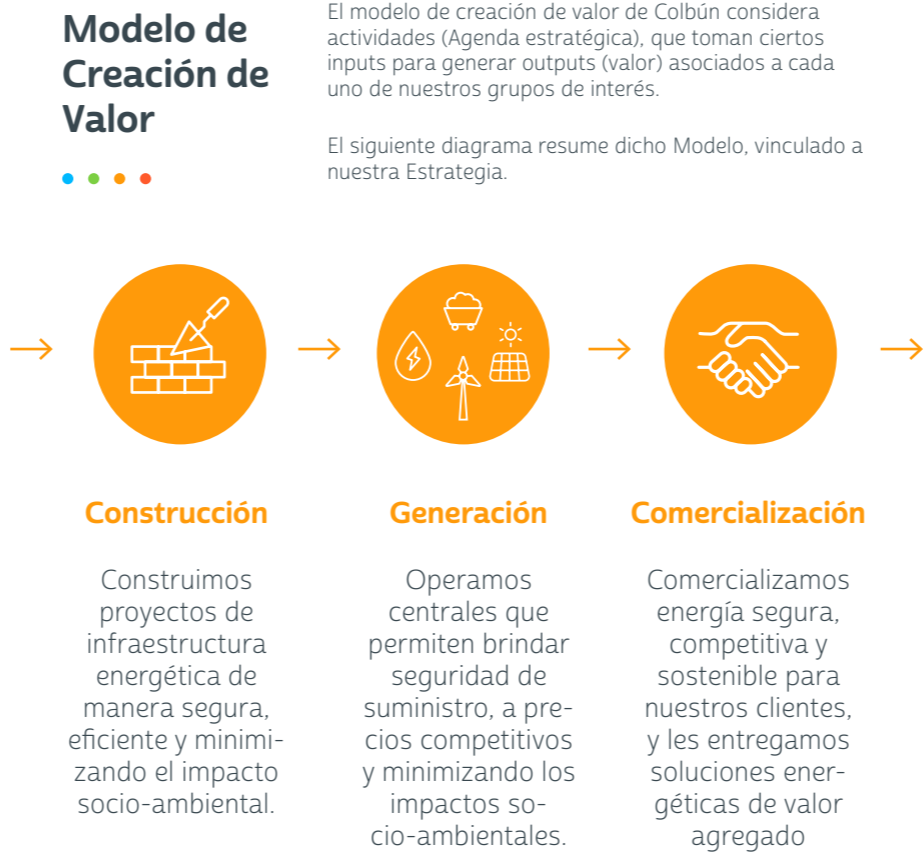 Modelo de
Creación de
Valor
El modelo de creación de valor de Colbún considera
actividades (Agenda estratégica), que toman ciertos
inputs para generar outputs (valor) asociados a cada
uno de nuestros grupos de interés.
El siguiente diagrama resume dicho Modelo, vinculado a
nuestra Estrategia.
Construcción
Construimos
proyectos de
infraestructura
energética de
manera segura,
eficiente y minimi-
zando el impacto
socio-ambiental.
Generación
Operamos
centrales que
permiten brindar
seguridad de
suministro, a pre-
cios competitivos
y minimizando los
impactos so-
cio-ambientales.
Comercialización
Comercializamos
energía segura,
competitiva y
sostenible para
nuestros clientes,
y les entregamos
soluciones ener-
géticas de valor
agregado